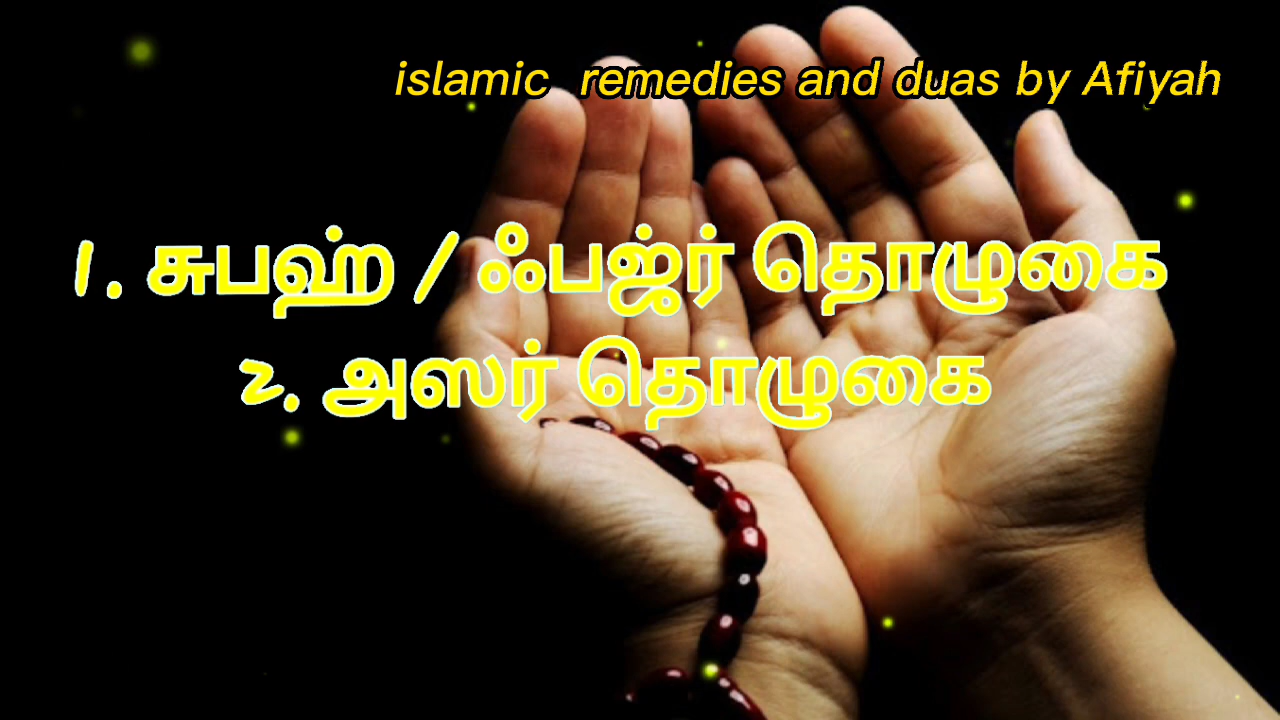 islamic remedies and duas by Afiyah
1. சுபஹ் / ஃபஜ்ர் தொழுகை
2. அஸர் தொழுகை